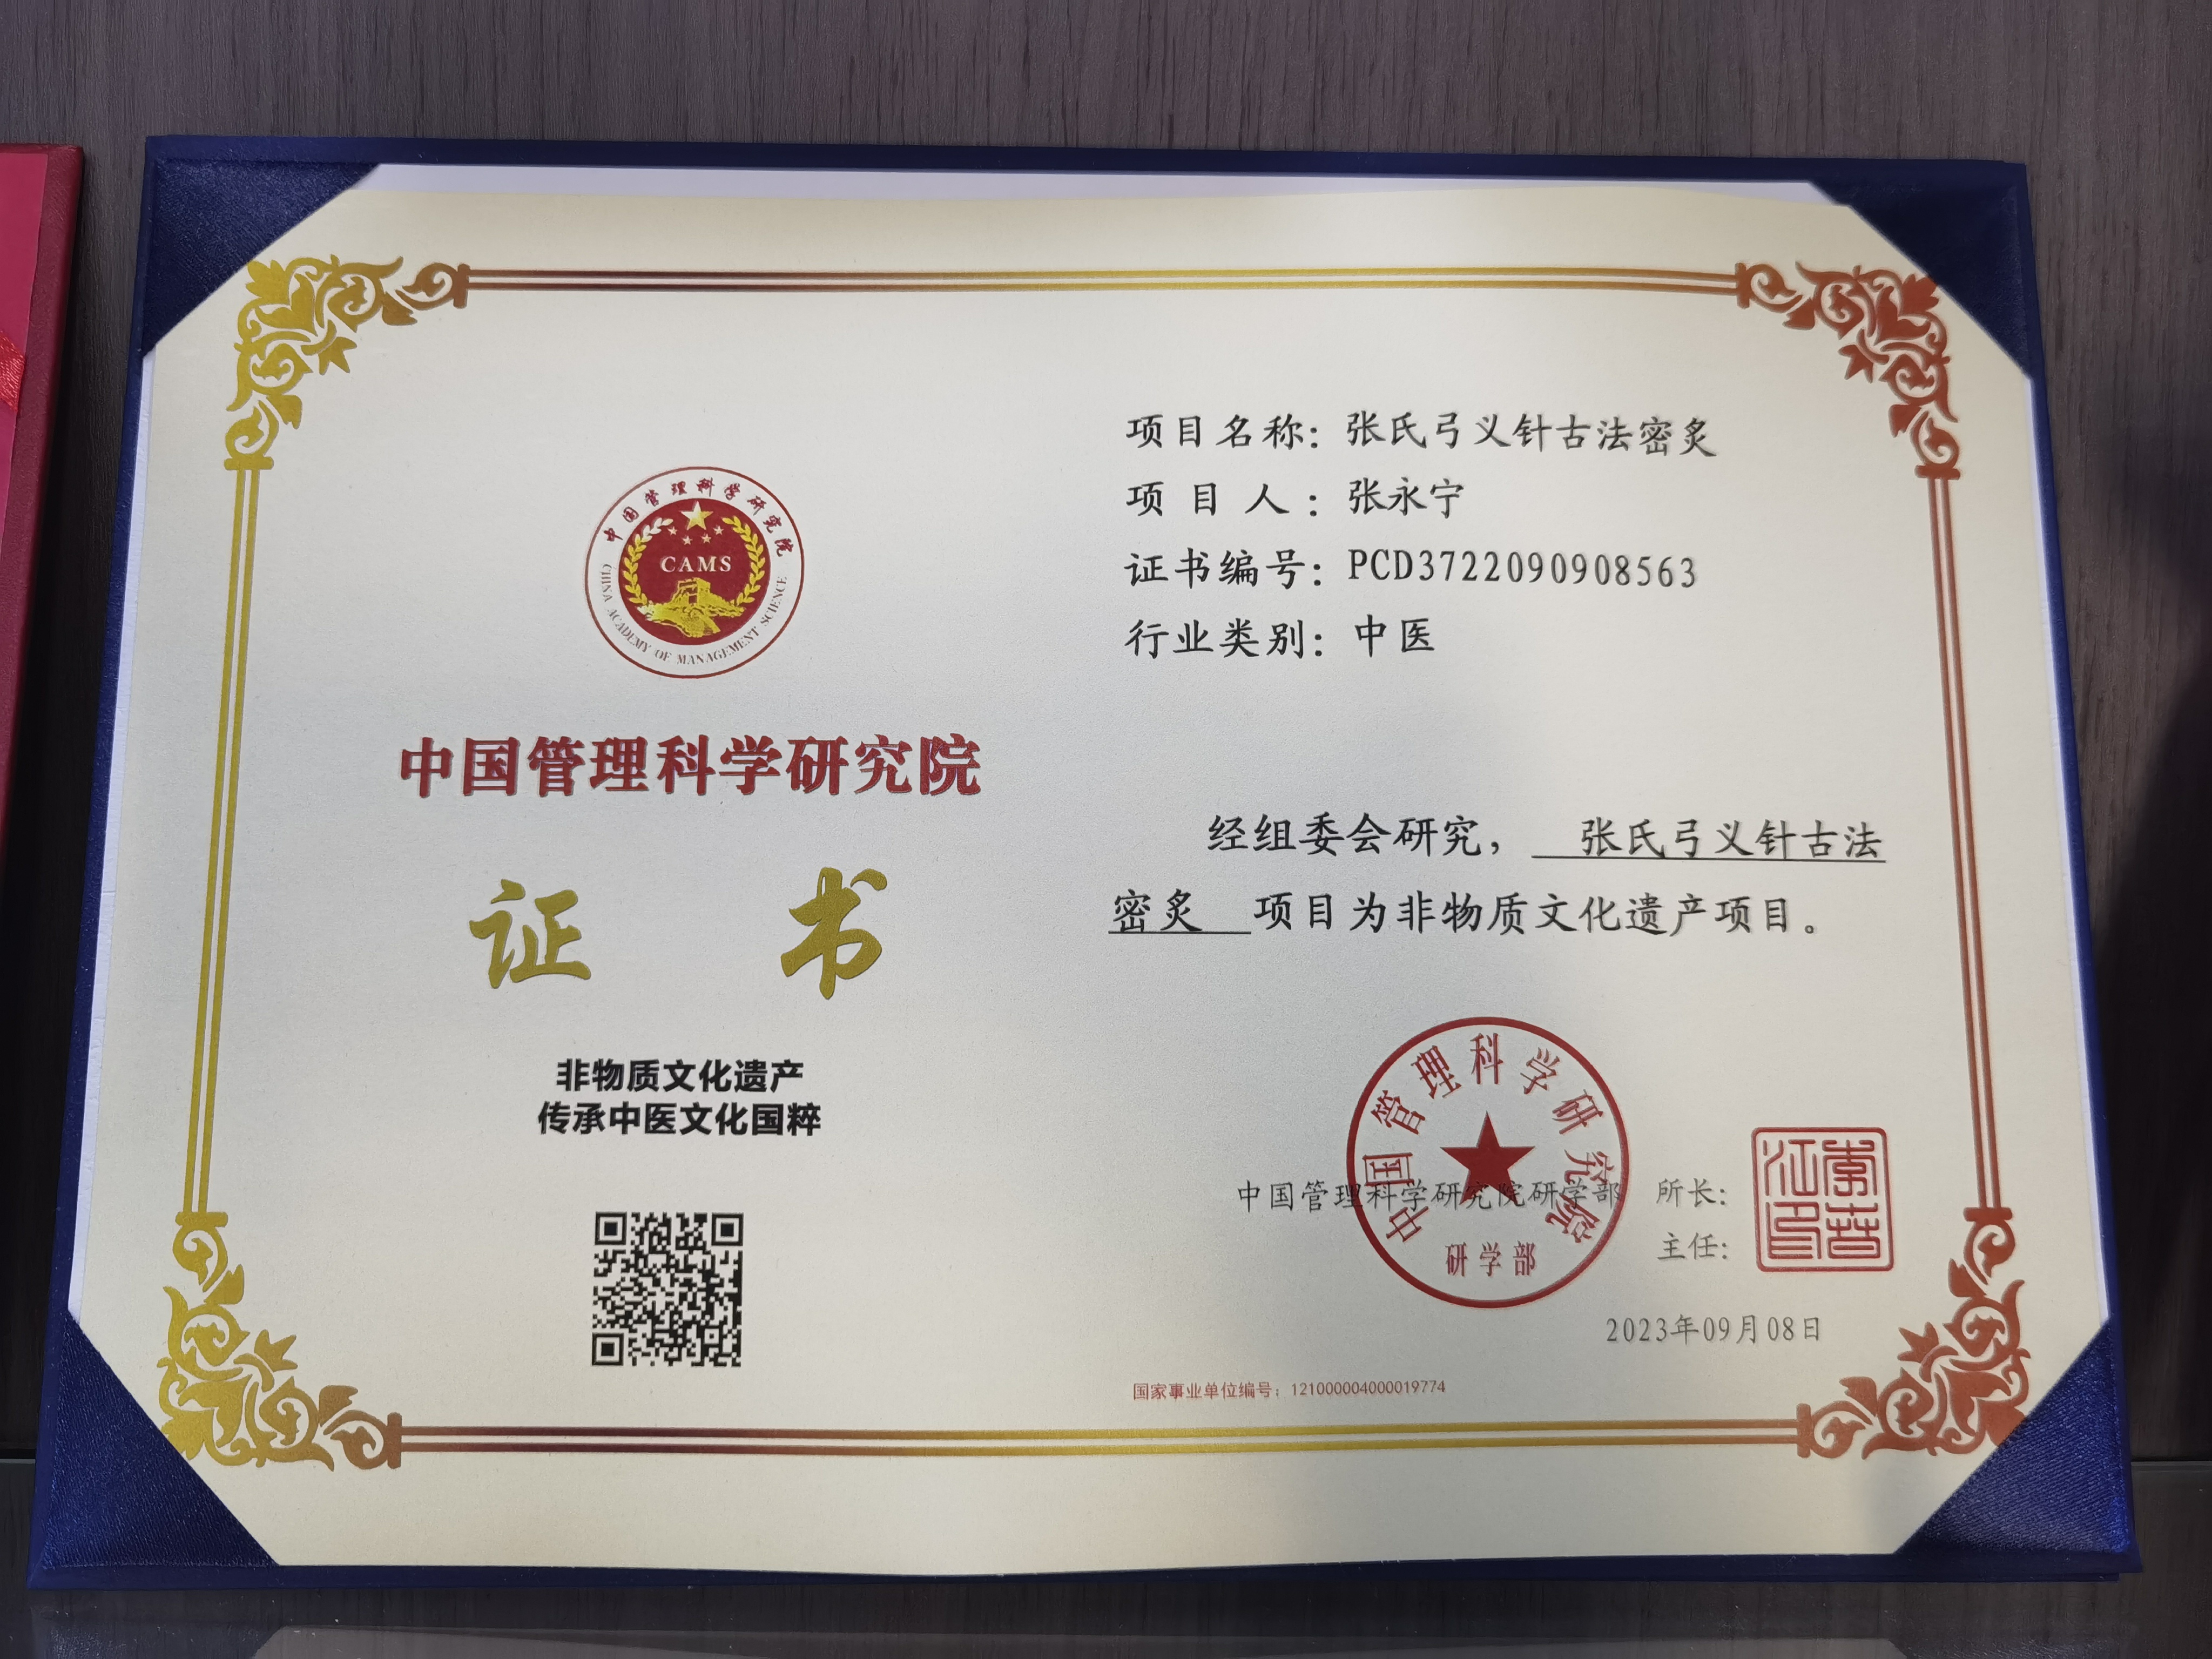 中国管理科学研究院
CHINA ACADEMY OF MANAGEMENT SCIENCE
CAMS
中国管理科学研究院
证 书
非物质文化遗产
传承中医文化国粹
项目名称：张氏弓义针古法密炙
项 目 人 ：张永宁
证书编号：PCD3722090908563
行业类别：中医
经组委会研究， 张氏弓义针古法
密炙 项目为非物质文化遗产项目。
中国管理科学研究院
研学部
中国管理科学研究院研学部
所长：
主任：
2023年09月08日
国家事业单位编号：121000004000019774